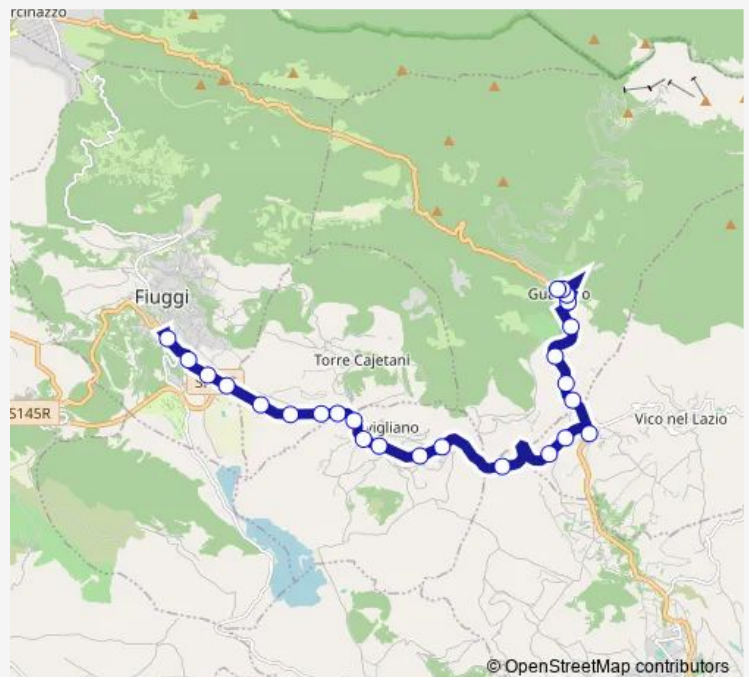 rcinazzo
Fiuggi
Torre Cajetani
S145R
vigliano
Vico nel Lazio
© OpenStreetMap contributors